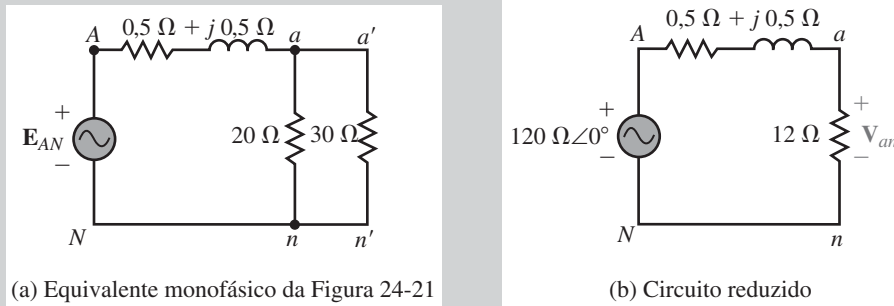 0,5 Ω + j 0,5 Ω
A
a
a′
+
E_AN
−
20 Ω
30 Ω
N
n
n′
(a) Equivalente monofásico da Figura 24-21
0,5 Ω + j 0,5 Ω
A
a
+
120 Ω∠0°
−
12 Ω
+
V_an
−
N
n
(b) Circuito reduzido